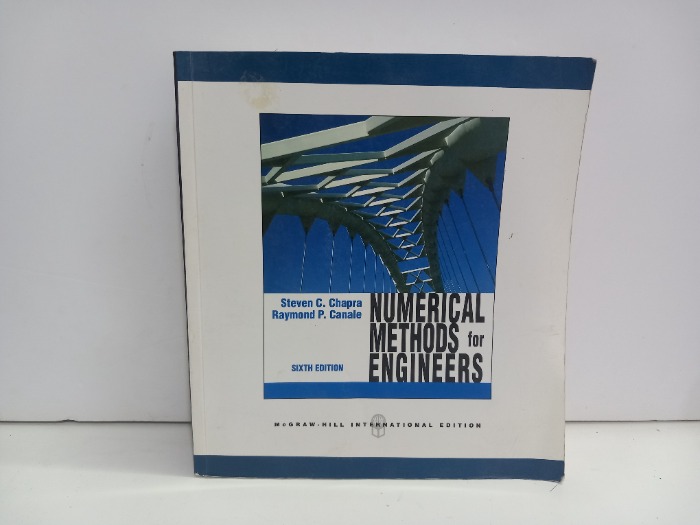 Steven C. Chapra
Raymond P. Canale
SIXTH EDITION
NUMERICAL
METHODS for
ENGINEERS
McGRAW-HILL INTERNATIONAL EDITION